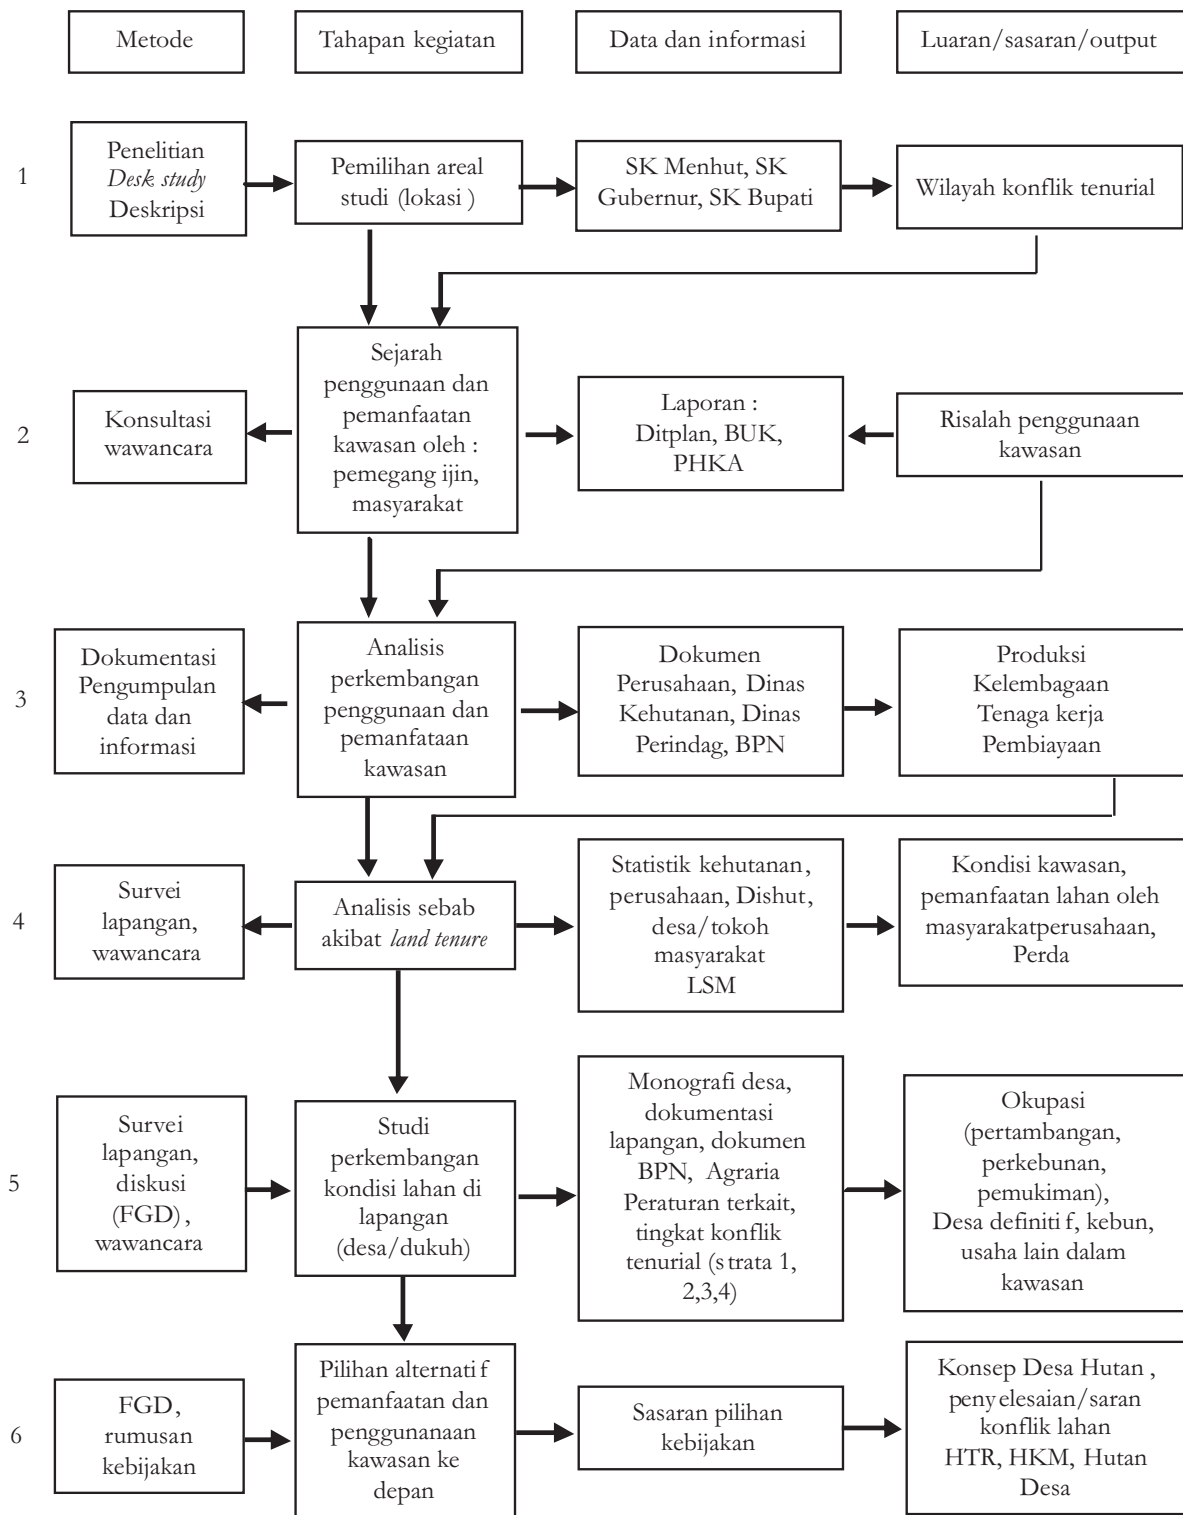 Metode
Tahapan kegiatan
Data dan informasi
Luaran/sasaran/output
1
Penelitian
Desk study
Deskripsi
Pemilihan areal
studi (lokasi )
SK Menhut, SK
Gubernur, SK Bupati
Wilayah konflik tenurial
2
Konsultasi
wawancara
Sejarah
penggunaan dan
pemanfaatan
kawasan oleh :
pemegang ijin,
masyarakat
Laporan :
Ditplan, BUK,
PHKA
Risalah penggunaan
kawasan
3
Dokumentasi
Pengumpulan
data dan
informasi
Analisis
perkembangan
penggunaan dan
pemanfataan
kawasan
Dokumen
Perusahaan, Dinas
Kehutanan, Dinas
Perindag, BPN
Produksi
Kelembagaan
Tenaga kerja
Pembiayaan
4
Survei
lapangan,
wawancara
Analisis sebab
akibat land tenure
Statistik kehutanan,
perusahaan, Dishut,
desa/tokoh
masyarakat
LSM
Kondisi kawasan,
pemanfaatan lahan oleh
masyarakatperusahaan,
Perda
5
Survei
lapangan,
diskusi
(FGD),
wawancara
Studi
perkembangan
kondisi lahan di
lapangan
(desa/dukuh)
Monografi desa,
dokumentasi
lapangan, dokumen
BPN, Agraria
Peraturan terkait,
tingkat konflik
tenurial (strata 1,
2,3,4)
Okupasi
(pertambangan,
perkebunan,
pemukiman),
Desa definiti f, kebun,
usaha lain dalam
kawasan
6
FGD,
rumusan
kebijakan
Pilihan alternati f
pemanfaatan dan
penggunanaan
kawasan ke
depan
Sasaran pilihan
kebijakan
Konsep Desa Hutan ,
penyelesaian/saran
konflik lahan
HTR, HKM, Hutan
Desa